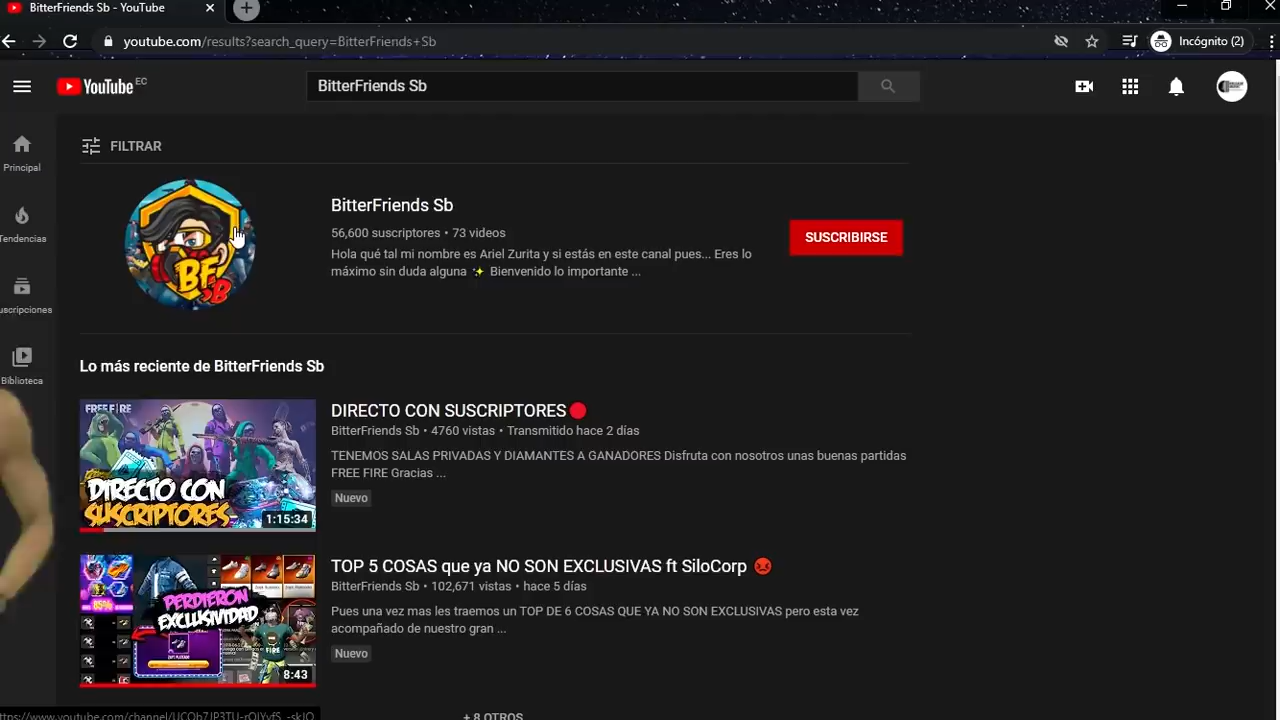 BitterFriends Sb - YouTube
youtube.com/results?search_query=BitterFriends+Sb
Incógnito (2)
YouTube EC
BitterFriends Sb
Principal
Tendencias
uscripciones
Biblioteca
FILTRAR
BF
SB
BitterFriends Sb
56,600 suscriptores • 73 videos
Hola qué tal mi nombre es Ariel Zurita y si estás en este canal pues... Eres lo
máximo sin duda alguna ✨ Bienvenido lo importante ...
SUSCRIBIRSE
Lo más reciente de BitterFriends Sb
FREE FIRE
DIRECTO CON
SUSCRIPTORES
1:15:34
DIRECTO CON SUSCRIPTORES🔴
BitterFriends Sb • 4760 vistas • Transmitido hace 2 días
TENEMOS SALAS PRIVADAS Y DIAMANTES A GANADORES Disfruta con nosotros unas buenas partidas
FREE FIRE Gracias ...
Nuevo
85%
PERDIERON
EXCLUSIVIDAD
FIRE
8:43
TOP 5 COSAS que ya NO SON EXCLUSIVAS ft SiloCorp 😡
BitterFriends Sb • 102,671 vistas • hace 5 días
Pues una vez mas les traemos un TOP DE 6 COSAS QUE YA NO SON EXCLUSIVAS pero esta vez
acompañado de nuestro gran ...
Nuevo
+ 8 OTROS